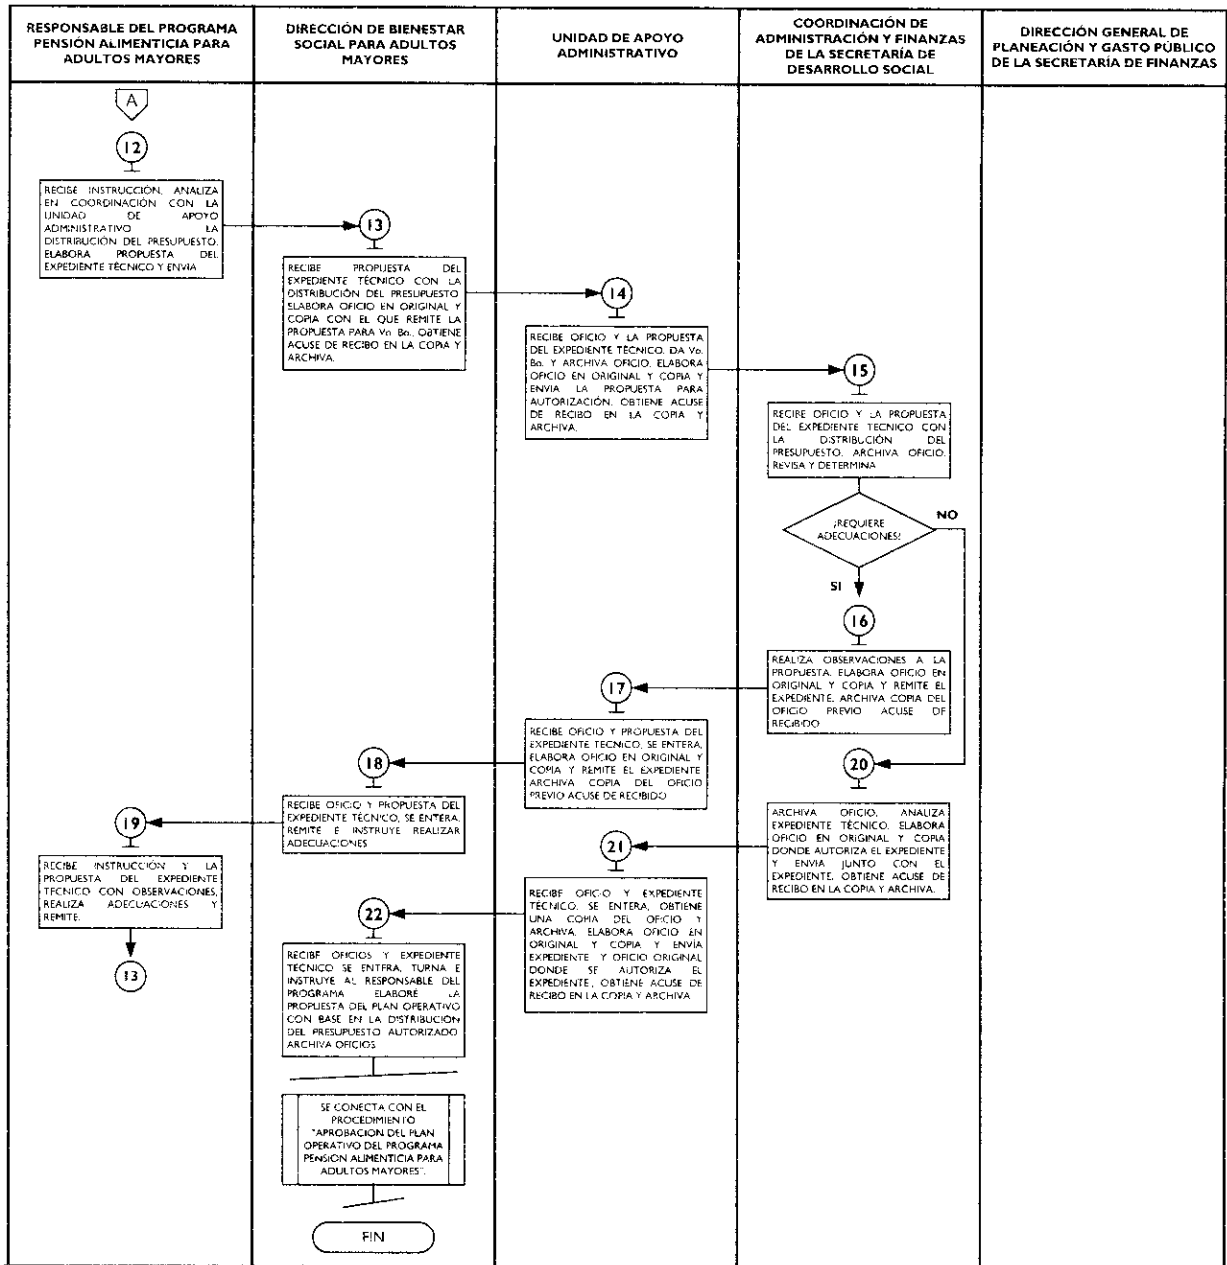 RESPONSABLE DEL PROGRAMA
PENSIÓN ALIMENTICIA PARA
ADULTOS MAYORES
DIRECCIÓN DE BIENESTAR
SOCIAL PARA ADULTOS
MAYORES
UNIDAD DE APOYO
ADMINISTRATIVO
COORDINACIÓN DE
ADMINISTRACIÓN Y FINANZAS
DE LA SECRETARÍA DE
DESARROLLO SOCIAL
DIRECCIÓN GENERAL DE
PLANEACIÓN Y GASTO PÚBLICO
DE LA SECRETARÍA DE FINANZAS
A
12
RECIBE INSTRUCCIÓN, ANALIZA
EN COORDINACIÓN CON LA
UNIDAD DE APOYO
ADMINISTRATIVO LA
DISTRIBUCIÓN DEL PRESUPUESTO.
ELABORA PROPUESTA DEL
EXPEDIENTE TÉCNICO Y ENVIA
13
RECIBE PROPUESTA DEL
EXPEDIENTE TÉCNICO CON LA
DISTRIBUCIÓN DEL PRESUPUESTO
ELABORA OFICIO EN ORIGINAL Y
COPIA CON EL QUE REMITE LA
PROPUESTA PARA Vo. Bo., OBTIENE
ACUSE DE RECIBO EN LA COPIA Y
ARCHIVA.
14
RECIBE OFICIO Y LA PROPUESTA
DEL EXPEDIENTE TÉCNICO, DA Vo.
Bo. Y ARCHIVA OFICIO. ELABORA
OFICIO EN ORIGINAL Y COPIA Y
ENVIA LA PROPUESTA PARA
AUTORIZACIÓN. OBTIENE ACUSE
DE RECIBO EN LA COPIA Y
ARCHIVA.
15
RECIBE OFICIO Y LA PROPUESTA
DEL EXPEDIENTE TECNICO CON
LA DISTRIBUCIÓN DEL
PRESUPUESTO. ARCHIVA OFICIO.
REVISA Y DETERMINA
¿REQUIERE
ADECUACIONES?
NO
SI
16
REALIZA OBSERVACIONES A LA
PROPUESTA. ELABORA OFICIO EN
ORIGINAL Y COPIA Y REMITE EL
EXPEDIENTE. ARCHIVA COPIA DEL
OFICIO PREVIO ACUSE DE
RECIBIDO
17
RECIBE OFICIO Y PROPUESTA DEL
EXPEDIENTE TECNICO, SE ENTERA,
ELABORA OFICIO EN ORIGINAL Y
COPIA Y REMITE EL EXPEDIENTE
ARCHIVA COPIA DEL OFICIO
PREVIO ACUSE DE RECIBIDO
18
RECIBE OFICIO Y PROPUESTA DEL
EXPEDIENTE TÉCNICO, SE ENTERA,
REMITE E INSTRUYE REALIZAR
ADECUACIONES
19
RECIBE INSTRUCCIÓN Y LA
PROPUESTA DEL EXPEDIENTE
TÉCNICO CON OBSERVACIONES,
REALIZA ADECUACIONES Y
REMITE.
13
20
ARCHIVA OFICIO, ANALIZA
EXPEDIENTE TÉCNICO. ELABORA
OFICIO EN ORIGINAL Y COPIA
DONDE AUTORIZA EL EXPEDIENTE
Y ENVIA JUNTO CON EL
EXPEDIENTE, OBTIENE ACUSE DE
RECIBO EN LA COPIA Y ARCHIVA.
21
RECIBE OFICIO Y EXPEDIENTE
TÉCNICO, SE ENTERA, OBTIENE
UNA COPIA DEL OFICIO Y
ARCHIVA. ELABORA OFICIO EN
ORIGINAL Y COPIA Y ENVÍA
EXPEDIENTE Y OFICIO ORIGINAL
DONDE SE AUTORIZA EL
EXPEDIENTE, OBTIENE ACUSE DE
RECIBO EN LA COPIA Y ARCHIVA
22
RECIBE OFICIOS Y EXPEDIENTE
TÉCNICO SE ENTERA, TURNA E
INSTRUYE AL RESPONSABLE DEL
PROGRAMA ELABORE LA
PROPUESTA DEL PLAN OPERATIVO
CON BASE EN LA DISTRIBUCIÓN
DEL PRESUPUESTO AUTORIZADO
ARCHIVA OFICIOS
SE CONECTA CON EL
PROCEDIMIENTO
"APROBACION DEL PLAN
OPERATIVO DEL PROGRAMA
PENSION ALIMENTICIA PARA
ADULTOS MAYORES".
FIN